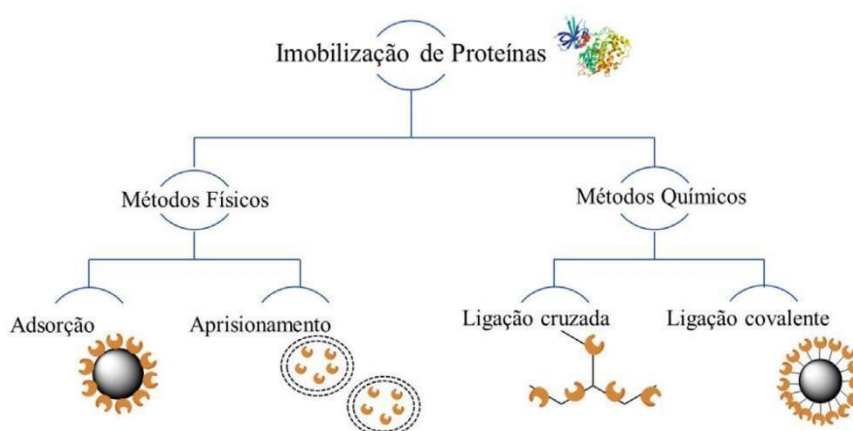 Imobilização de Proteínas
Métodos Físicos
Métodos Químicos
Adsorção
Aprisionamento
Ligação cruzada
Ligação covalente